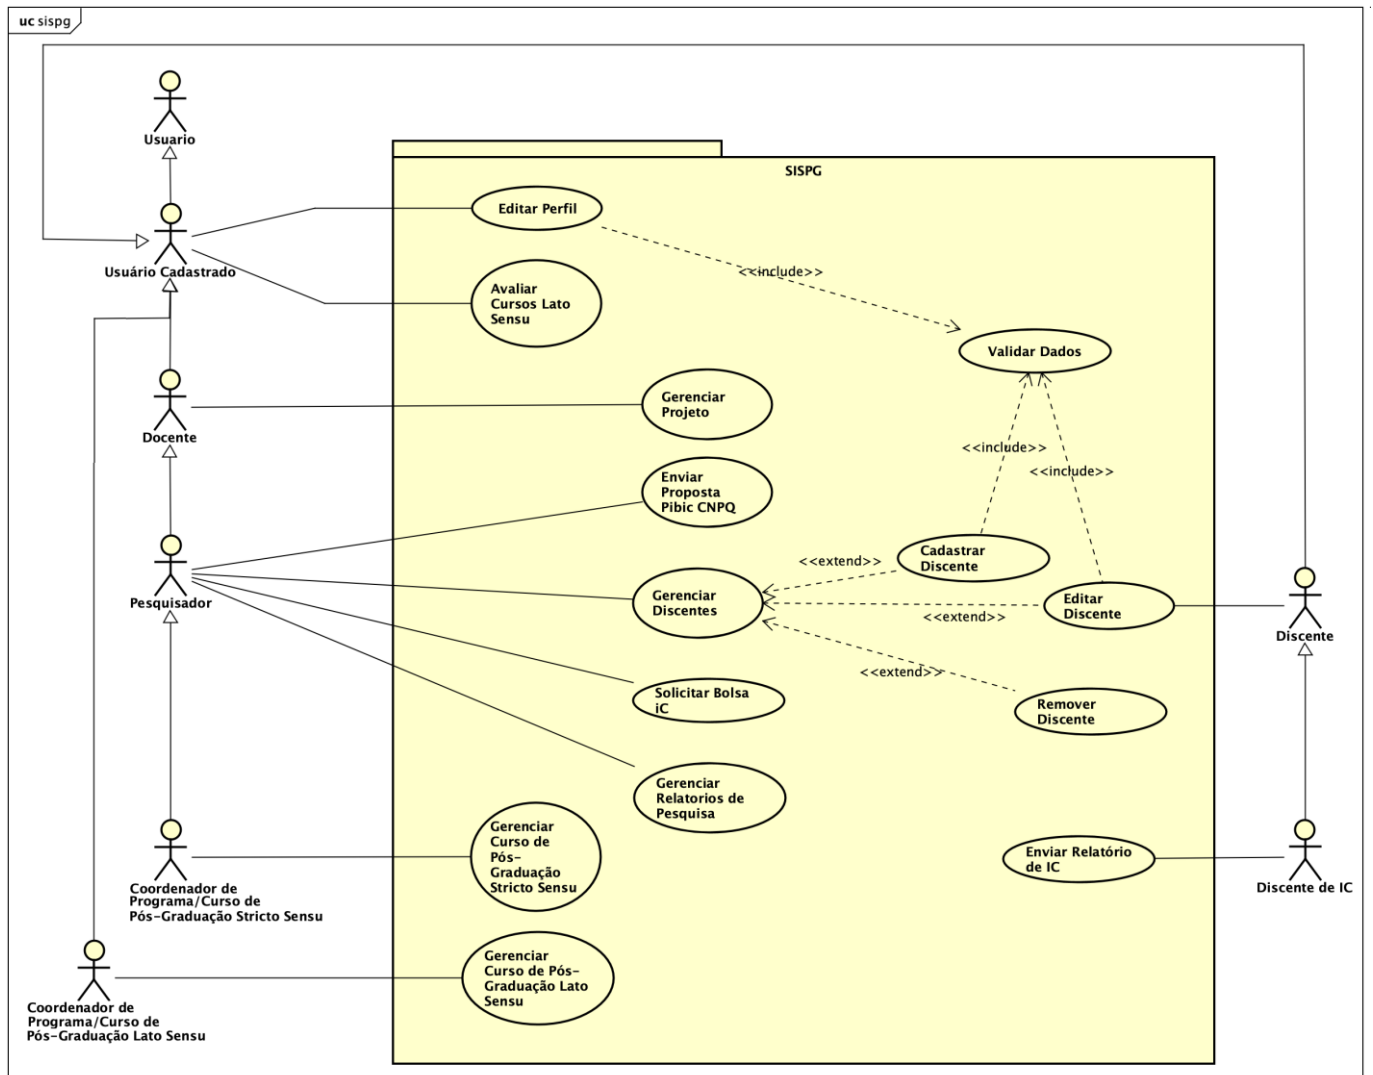 uc sispg
Usuario
SISPG
Editar Perfil
Usuário Cadastrado
<<include>>
Avaliar
Cursos Lato
Sensu
Validar Dados
Docente
Gerenciar
Projeto
<<include>>
<<include>>
Enviar
Proposta
Pibic CNPQ
Cadastrar
Discente
<<extend>>
Pesquisador
Gerenciar
Discentes
Editar
Discente
<<extend>>
Discente
<<extend>>
Solicitar Bolsa
iC
Remover
Discente
Gerenciar
Relatorios de
Pesquisa
Gerenciar
Curso de
Pós-
Graduação
Stricto Sensu
Enviar Relatório
de IC
Discente de IC
Coordenador de
Programa/Curso de
Pós-Graduação Stricto Sensu
Gerenciar
Curso de Pós-
Graduação Lato
Sensu
Coordenador de
Programa/Curso de
Pós-Graduação Lato Sensu